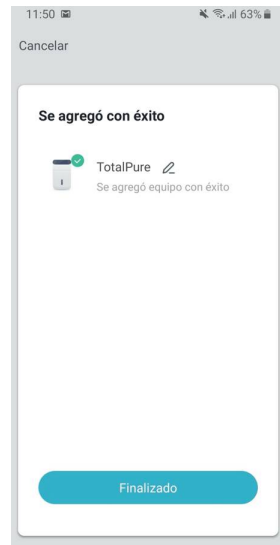 11:50 63%
Cancelar
Se agregó con éxito
TotalPure
Se agregó equipo con éxito
Finalizado